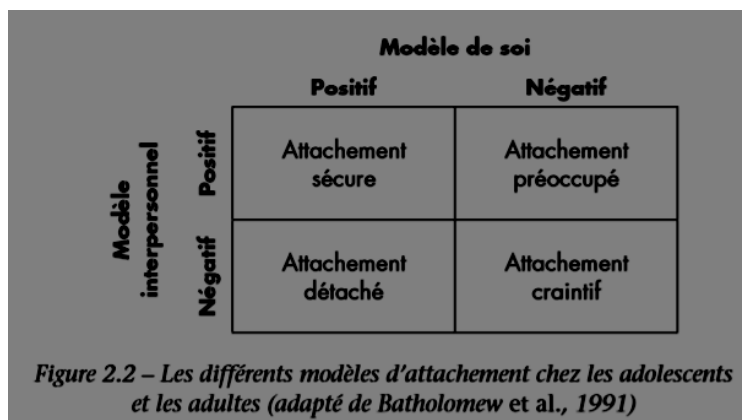 Modèle de soi
Positif Négatif
Modèle
interpersonnel
Positif
Attachement
sécure
Attachement
préoccupé
Négatif
Attachement
détaché
Attachement
craintif
Figure 2.2 – Les différents modèles d'attachement chez les adolescents
et les adultes (adapté de Batholomew et al., 1991)